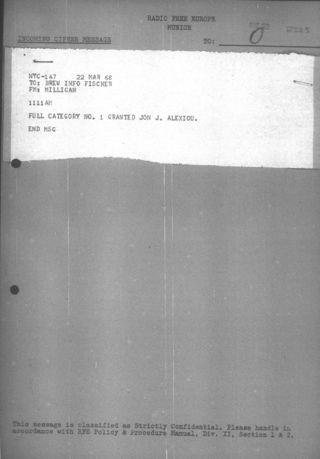 RADIO FREE EUROPE
MUNICH
INCOMING CIPHER MESSAGE
TO:
NYC-147 22 MAR 68
TO: BREW INFO FISCHER
FM: MILLIGAN
1111AM
FULL CATEGORY NO. 1 GRANTED JON J. ALEXIOU.
END MSG
This message is classified as Strictly Confidential. Please handle in
accordance with RFE Policy & Procedure Manual, Div. II, Section 1 & 2.